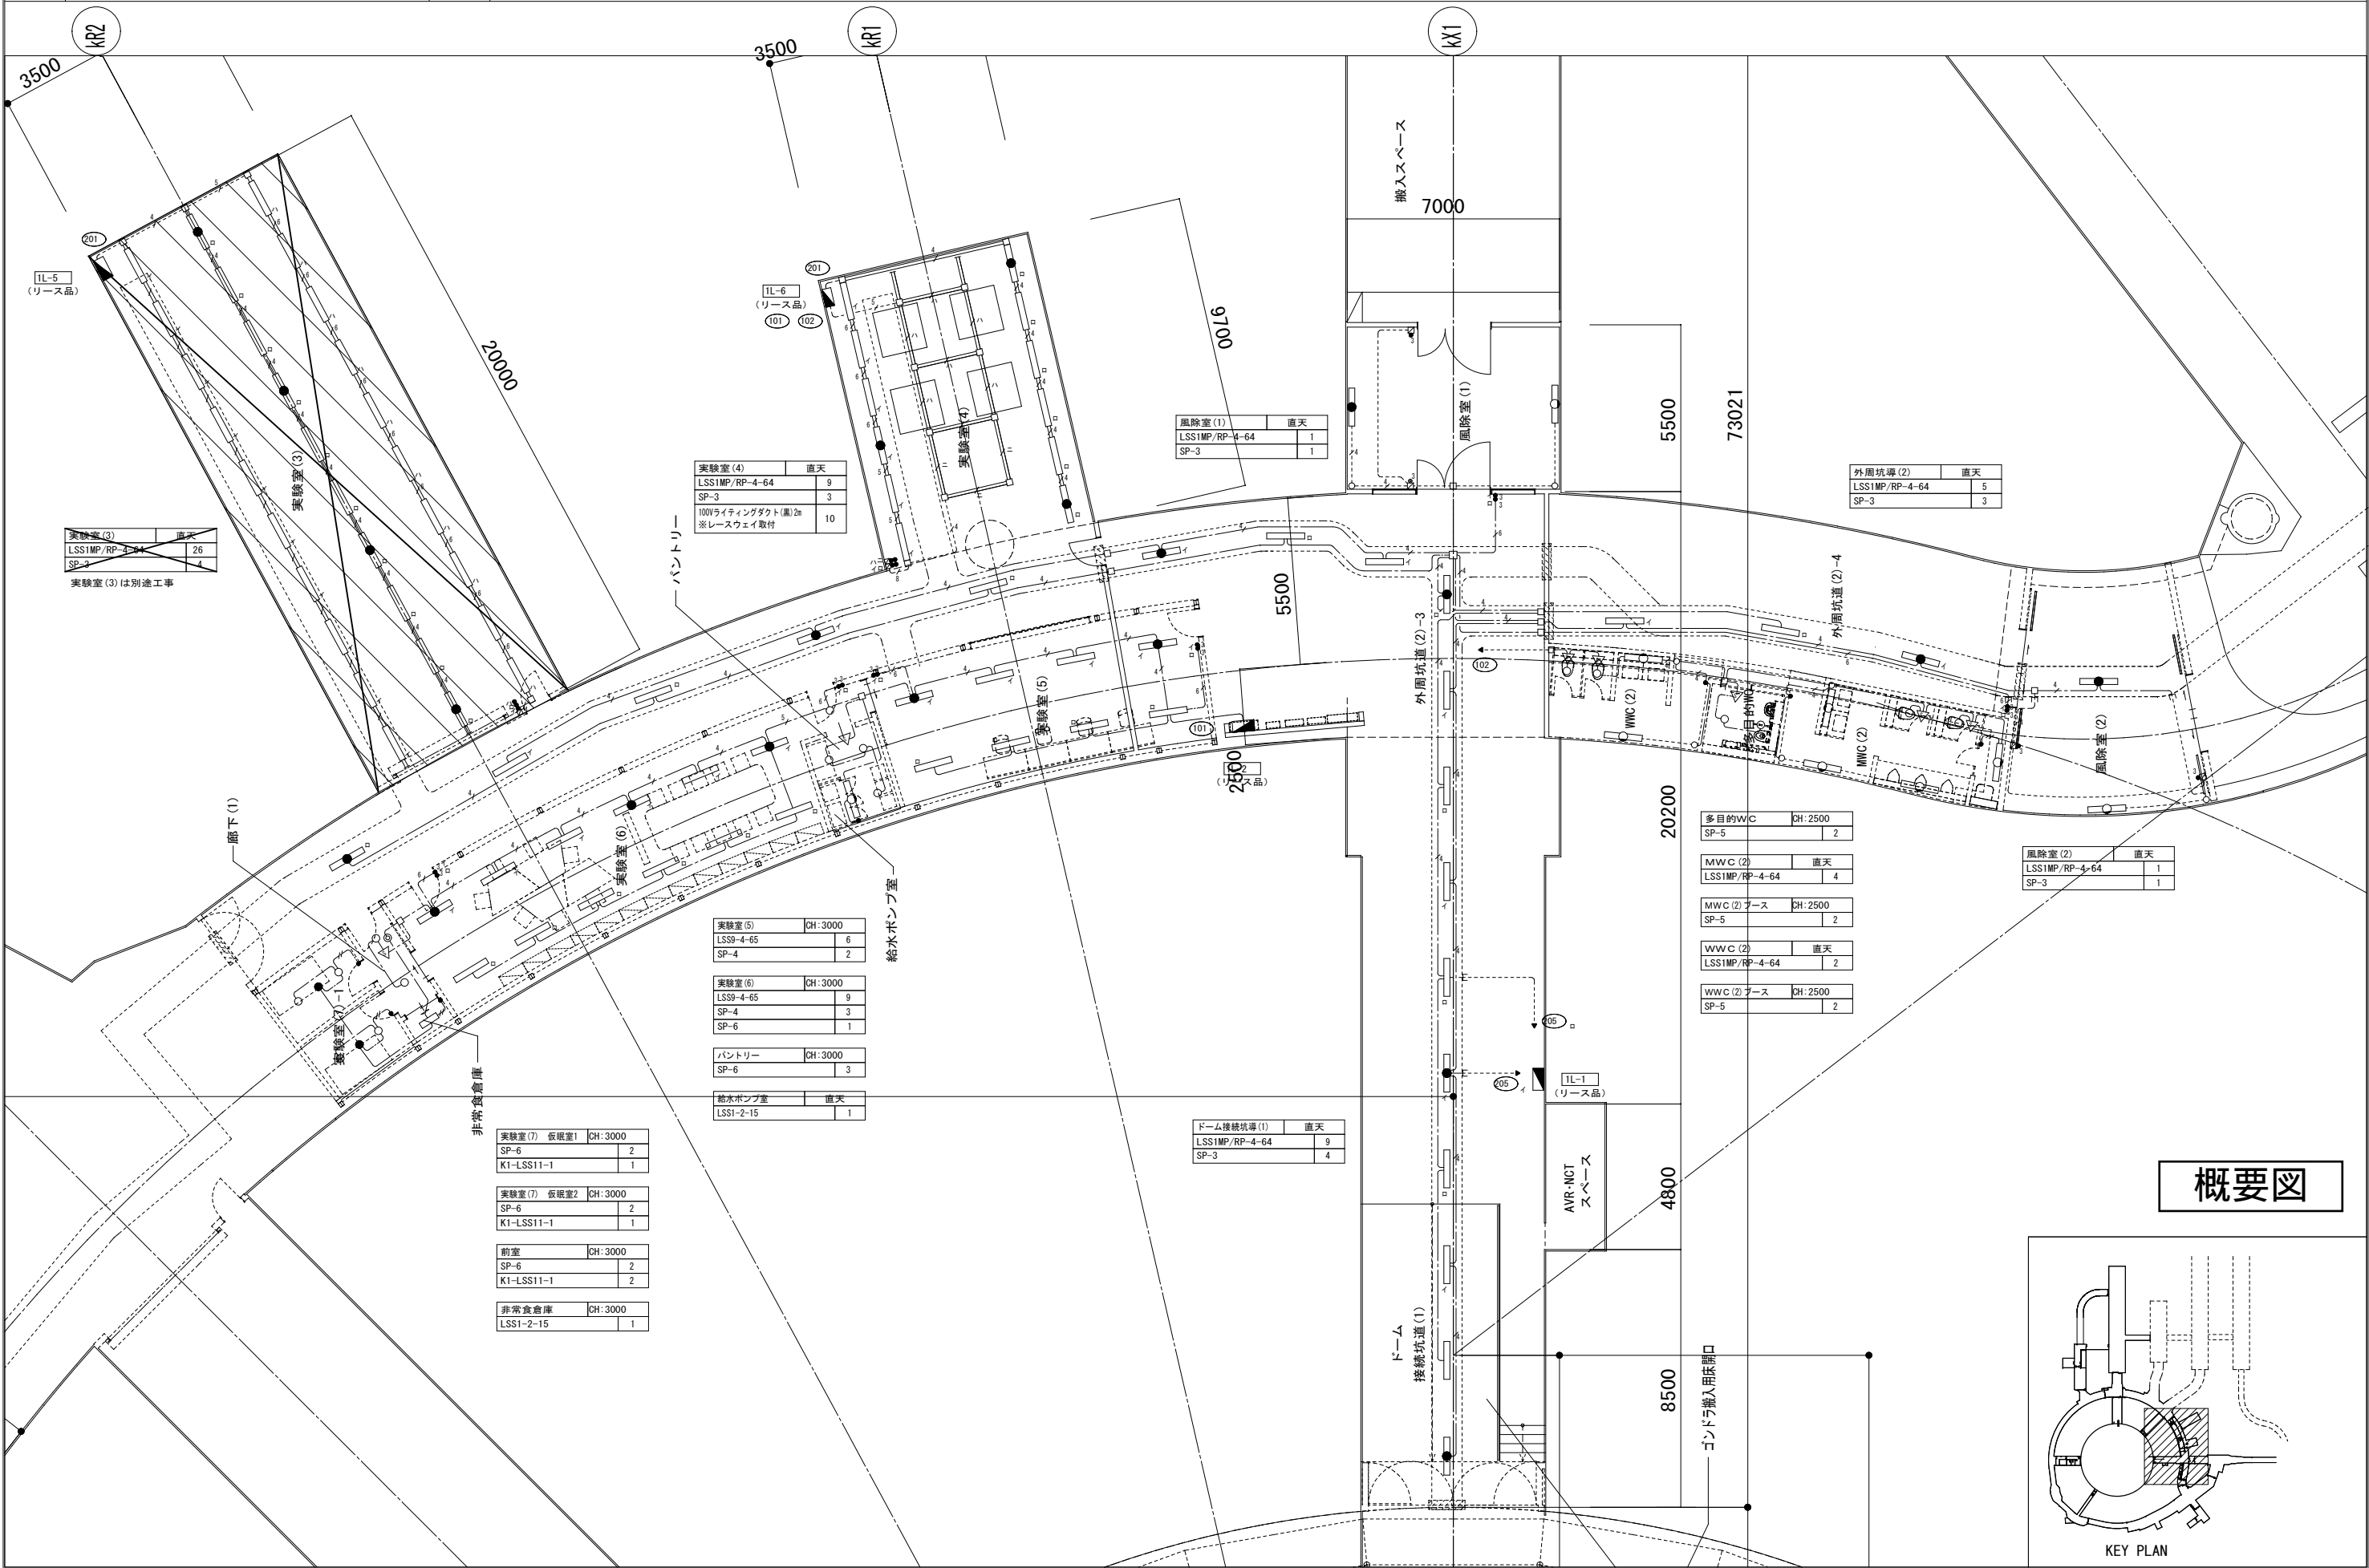 KR2
KR1
KX1
3500
3500
搬入スペース
7000
201
1L-5
(リース品)
20000
実験室(3)
201
1L-6
(リース品)
101
102
9700
実験室(4)
風除室(1)
5500
73021
実験室(3) 直天
LSS1MP/RP-4-64 26
SP-3 4
実験室(3)は別途工事
実験室(4) 直天
LSS1MP/RP-4-64 9
SP-3 3
100Vライティングダクト(黒)2m
※レースウェイ取付 10
風除室(1) 直天
LSS1MP/RP-4-64 1
SP-3 1
外周坑導(2) 直天
LSS1MP/RP-4-64 5
SP-3 3
パントリー
5500
外周坑道(2)-3
外周坑道(2)-4
102
101
実験室(5)
2500
WWC(2)
多目的WC
MWC(2)
風除室(2)
廊下(1)
実験室(6)
給水ポンプ室
20200
多目的WC CH:2500
SP-5 2
MWC(2) 直天
LSS1MP/RP-4-64 4
MWC(2)ブース CH:2500
SP-5 2
WWC(2) 直天
LSS1MP/RP-4-64 2
WWC(2)ブース CH:2500
SP-5 2
風除室(2) 直天
LSS1MP/RP-4-64 1
SP-3 1
実験室(5) CH:3000
LSS9-4-65 6
SP-4 2
実験室(6) CH:3000
LSS9-4-65 9
SP-4 3
SP-6 1
パントリー CH:3000
SP-6 3
給水ポンプ室 直天
LSS1-2-15 1
実験室(7)-1
非常食倉庫
205
205
1L-1
(リース品)
実験室(7) 仮眠室1 CH:3000
SP-6 2
K1-LSS11-1 1
実験室(7) 仮眠室2 CH:3000
SP-6 2
K1-LSS11-1 1
前室 CH:3000
SP-6 2
K1-LSS11-1 2
非常食倉庫 CH:3000
LSS1-2-15 1
ドーム接続坑導(1) 直天
LSS1MP/RP-4-64 9
SP-3 4
AVR・NCT
スペース
4800
概要図
ドーム
接続坑道(1)
8500
ゴンドラ搬入用床開口
KEY PLAN